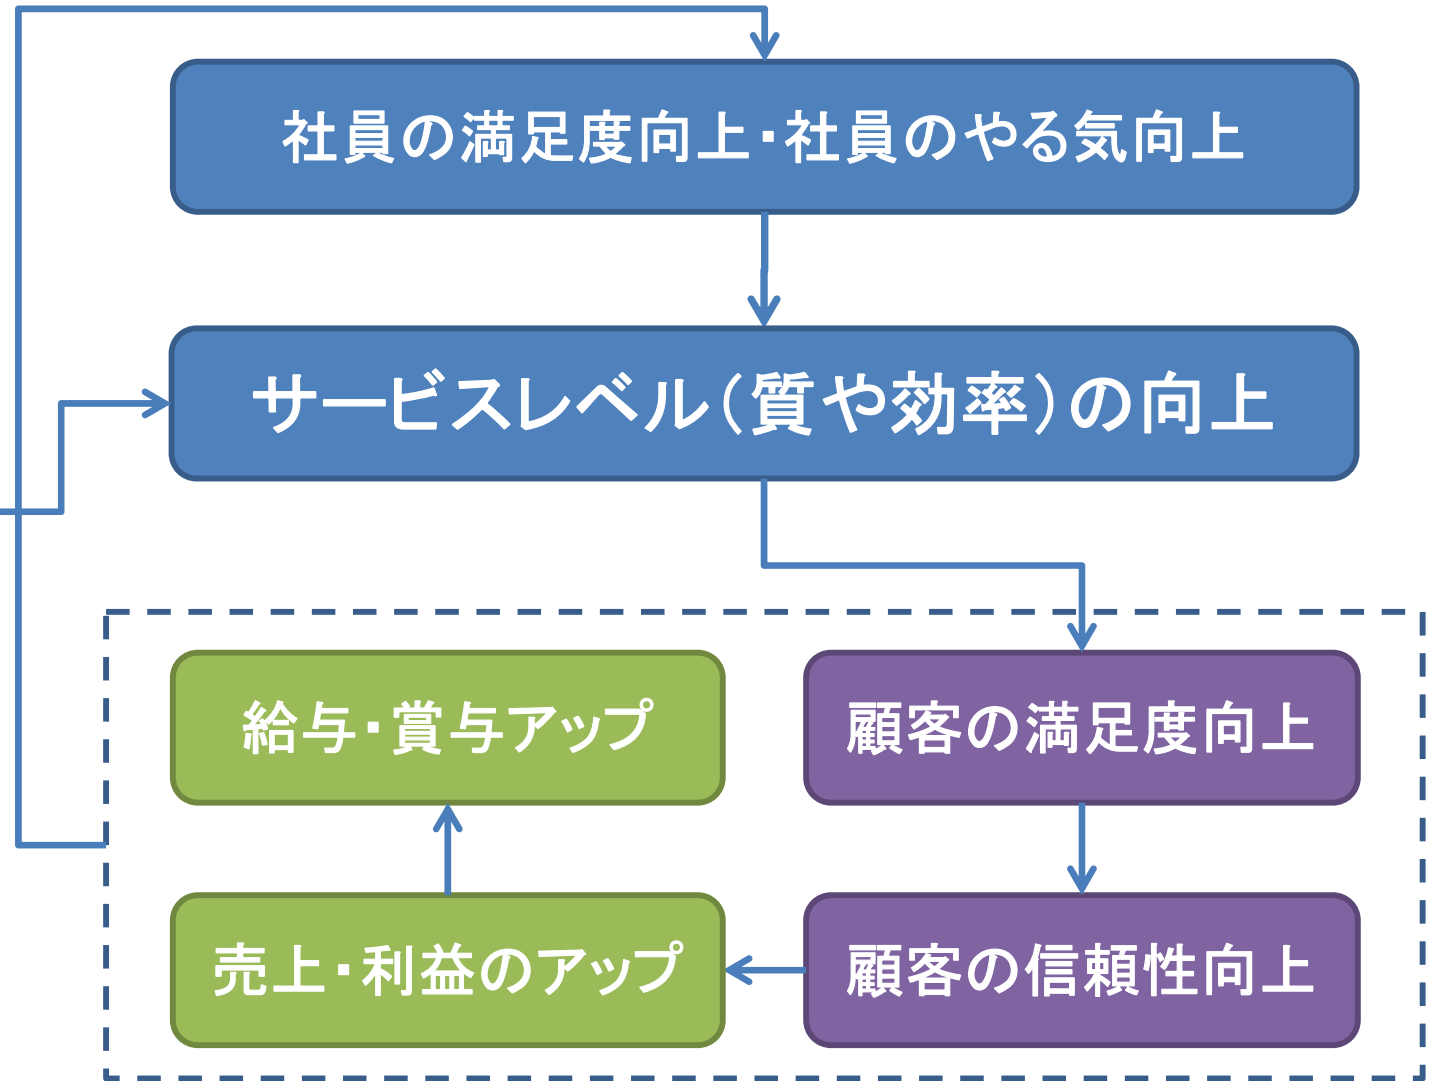 社員の満足度向上・社員のやる気向上
サービスレベル(質や効率)の向上
給与・賞与アップ
顧客の満足度向上
売上・利益のアップ
顧客の信頼性向上